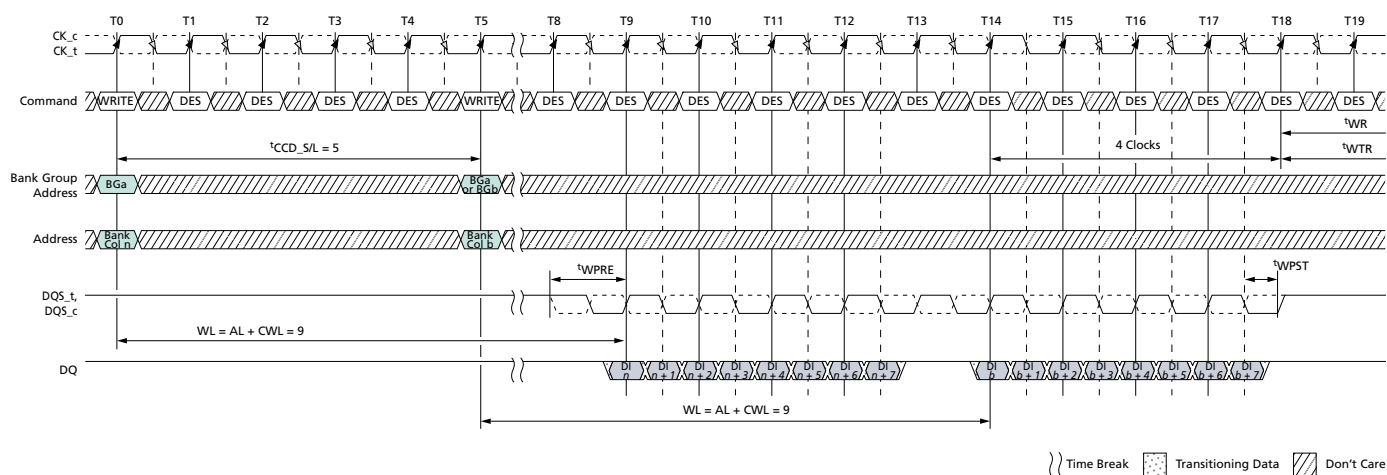 T0 T1 T2 T3 T4 T5 T8 T9 T10 T11 T12 T13 T14 T15 T16 T17 T18 T19
CK_c
CK_t
Command WRITE DES DES DES DES WRITE DES DES DES DES DES DES DES DES DES DES DES DES
tWR
tCCD_S/L = 5 4 Clocks tWTR
Bank Group
Address BGa BGa or BGb
Address Bank Col n Bank Col b
tWPRE tWPST
DQS_t,
DQS_c
WL = AL + CWL = 9
DQ DI n DI n + 1 DI n + 2 DI n + 3 DI n + 4 DI n + 5 DI n + 6 DI n + 7 DI b DI b + 1 DI b + 2 DI b + 3 DI b + 4 DI b + 5 DI b + 6 DI b + 7
WL = AL + CWL = 9
Time Break Transitioning Data Don't Care